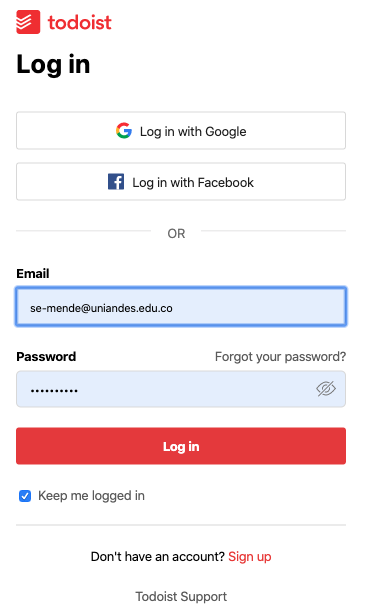 todoist
Log in
Log in with Google
Log in with Facebook
OR
Email
se-mende@uniandes.edu.co
Password Forgot your password?
••••••••••
Log in
Keep me logged in
Don't have an account? Sign up
Todoist Support